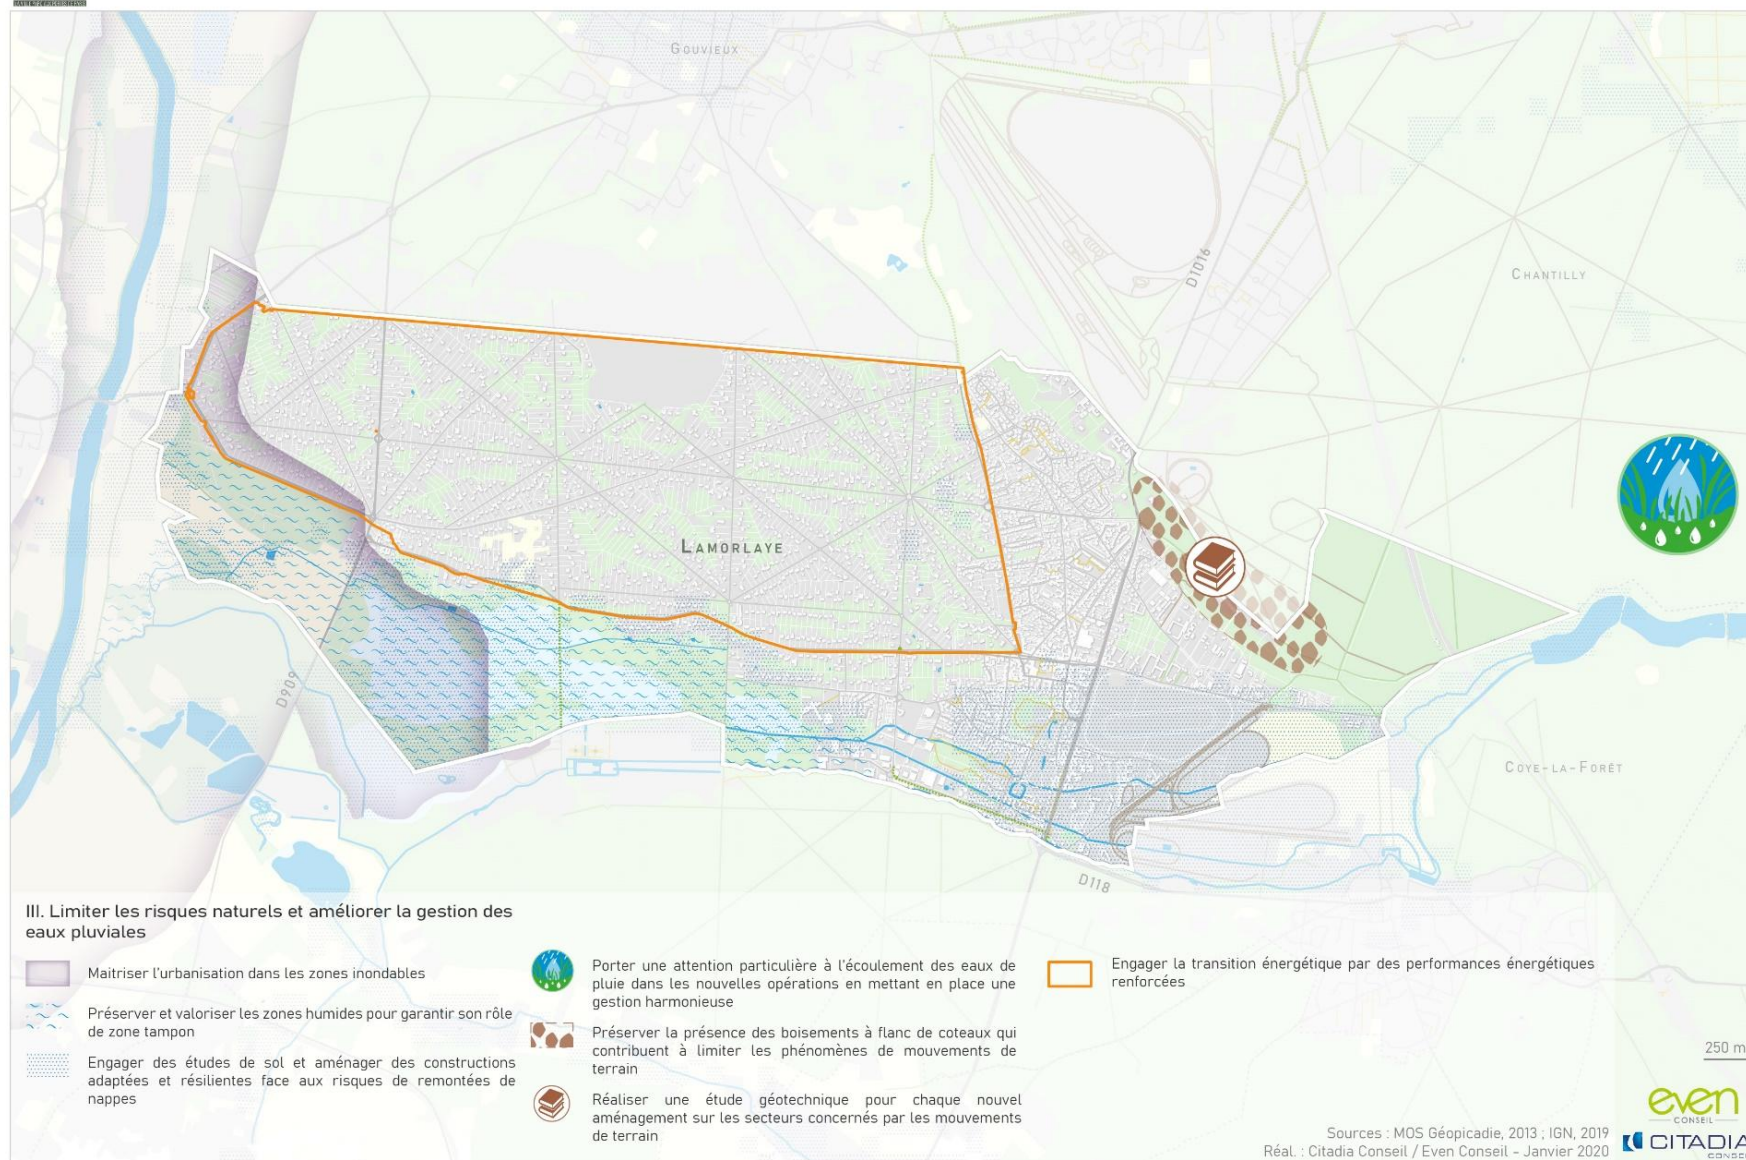 GOUVIEUX
D1016
CHANTILLY
LAMORLAYE
D909
COYE-LA-FORÊT
D118
III. Limiter les risques naturels et améliorer la gestion des
eaux pluviales
Maitriser l'urbanisation dans les zones inondables
Préserver et valoriser les zones humides pour garantir son rôle
de zone tampon
Engager des études de sol et aménager des constructions
adaptées et résilientes face aux risques de remontées de
nappes
Porter une attention particulière à l'écoulement des eaux de
pluie dans les nouvelles opérations en mettant en place une
gestion harmonieuse
Préserver la présence des boisements à flanc de coteaux qui
contribuent à limiter les phénomènes de mouvements de
terrain
Réaliser une étude géotechnique pour chaque nouvel
aménagement sur les secteurs concernés par les mouvements
de terrain
Engager la transition énergétique par des performances énergétiques
renforcées
250 m
even
CONSEIL
CITADIA
CONSEIL
Sources : MOS Géopicadie, 2013 ; IGN, 2019
Réal. : Citadia Conseil / Even Conseil - Janvier 2020